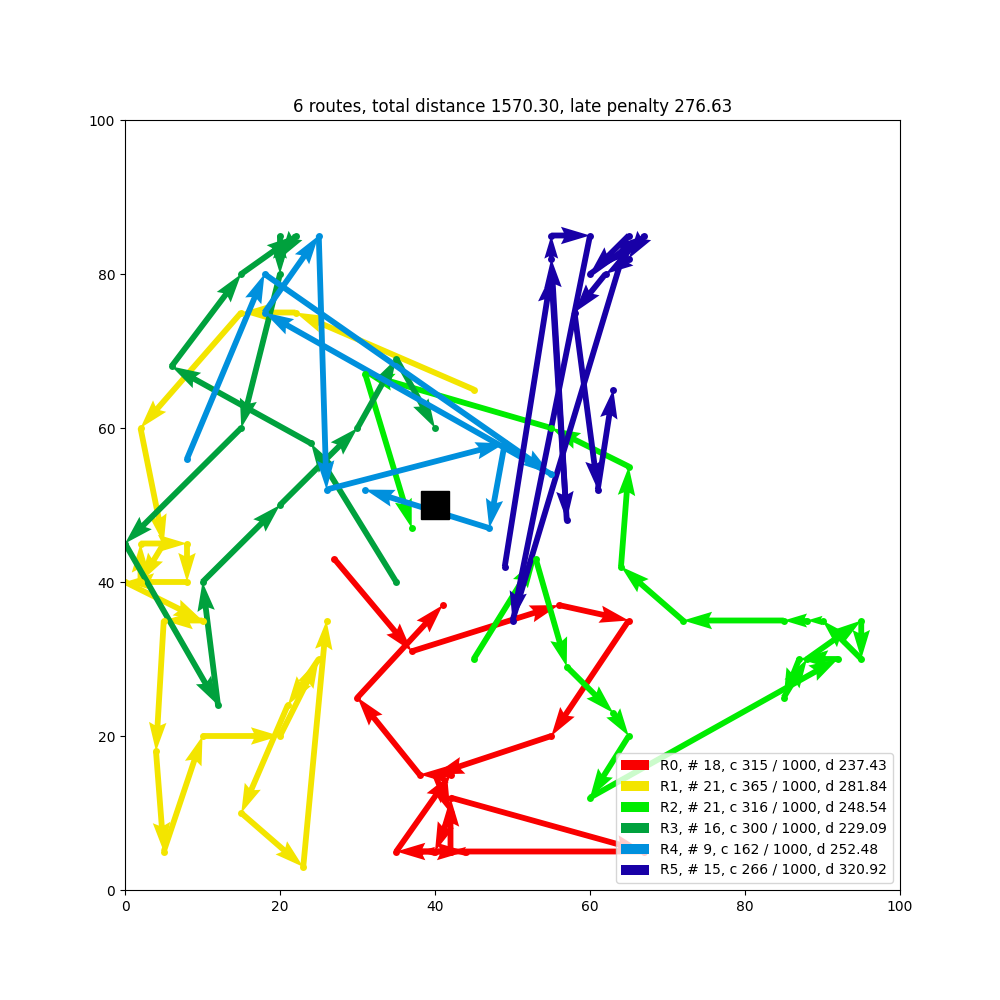 6 routes, total distance 1570.30, late penalty 276.63
100
80
60
40
20
0
0 20 40 60 80 100
R0, # 18, c 315 / 1000, d 237.43
R1, # 21, c 365 / 1000, d 281.84
R2, # 21, c 316 / 1000, d 248.54
R3, # 16, c 300 / 1000, d 229.09
R4, # 9, c 162 / 1000, d 252.48
R5, # 15, c 266 / 1000, d 320.92